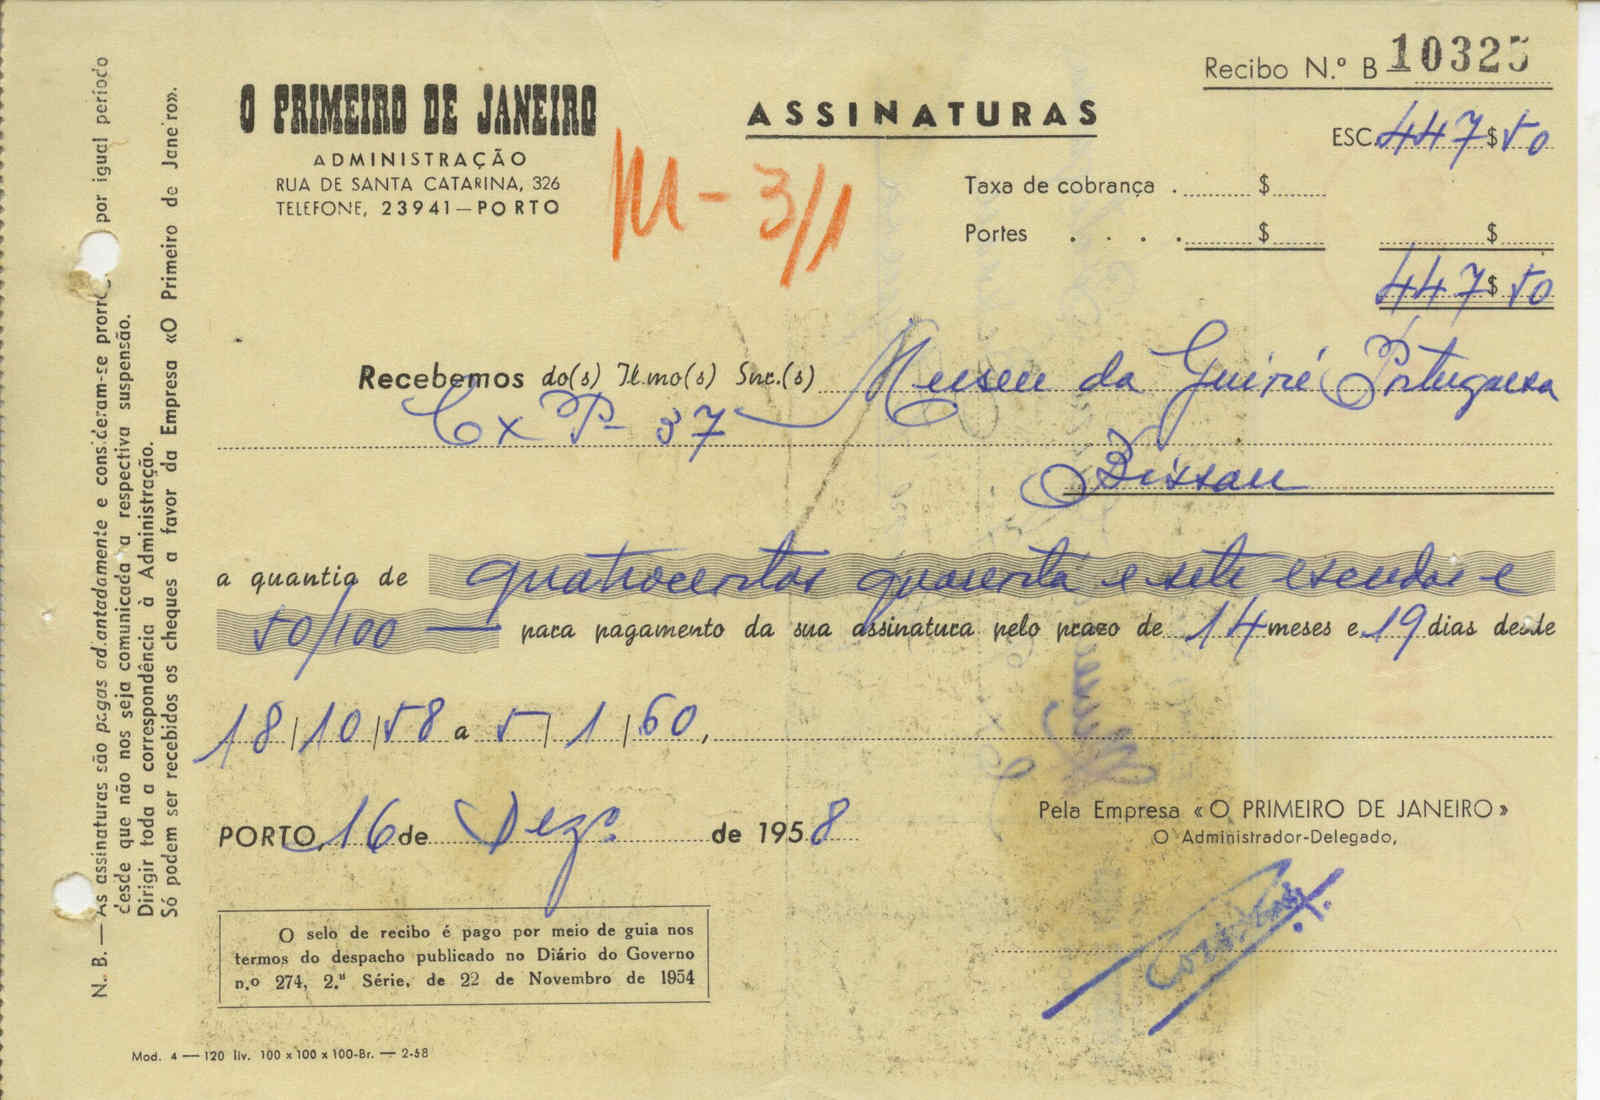 Recibo N.º B 10325
O PRIMEIRO DE JANEIRO
ASSINATURAS
ADMINISTRAÇÃO
RUA DE SANTA CATARINA, 326
TELEFONE, 23941 — PORTO
M - 3/1
ESC. 447 $ 50
Taxa de cobrança . $
Portes . . . . $ $
447 $ 50
Recebemos do(s) Il.mo(s) Snr.(s) Museu da Guiné Portuguesa
Cx P- 37
Bissau
a quantia de quatrocentos quarenta e sete escudos e
50/100 — para pagamento da sua assinatura pelo prazo de 14 meses e 19 dias desde
18/10/58 a 5/1/60,
PORTO, 16 de Dezº de 1958
Pela Empresa «O PRIMEIRO DE JANEIRO»
O Administrador-Delegado,
O selo de recibo é pago por meio de guia nos
termos do despacho publicado no Diário do Governo
n.º 274, 2.ª Série, de 22 de Novembro de 1954
Mod. 4 — 120 liv. 100 x 100 x 100-Br. — 2-58
N. B. — As assinaturas são pagas adiantadamente e consideram-se por igual período
desde que não nos seja comunicada a respectiva suspensão.
Dirigir toda a correspondência à Administração.
Só podem ser recebidos os cheques a favor da Empresa «O Primeiro de Janeiro».